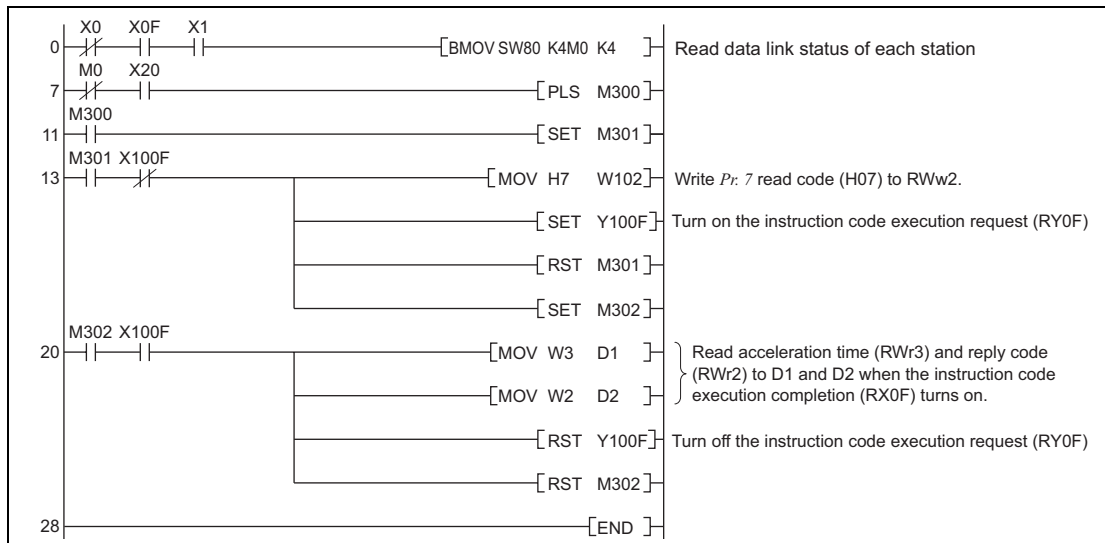 X0 X0F X1
0 BMOV SW80 K4M0 K4 Read data link status of each station
M0 X20
7 PLS M300
M300
11 SET M301
M301 X100F
13 MOV H7 W102 Write Pr. 7 read code (H07) to RWw2.
SET Y100F Turn on the instruction code execution request (RY0F)
RST M301
SET M302
M302 X100F
20 MOV W3 D1 Read acceleration time (RWr3) and reply code
(RWr2) to D1 and D2 when the instruction code
MOV W2 D2 execution completion (RX0F) turns on.
RST Y100F Turn off the instruction code execution request (RY0F)
RST M302
28 END